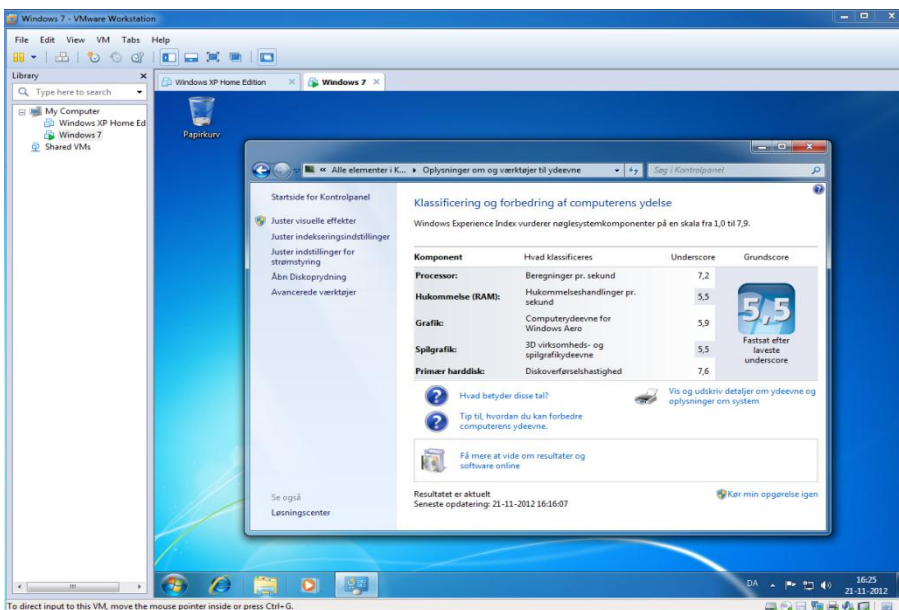 Windows 7 - VMware Workstation
File Edit View VM Tabs Help
Library
Type here to search
My Computer
Windows XP Home Ed
Windows 7
Shared VMs
Windows XP Home Edition
Windows 7
Papirkurv
Alle elementer i K... Oplysninger om og værktøjer til ydeevne
Søg i Kontrolpanel
Startside for Kontrolpanel
Juster visuelle effekter
Juster indekseringsindstillinger
Juster indstillinger for
strømstyring
Åbn Diskoprydning
Avancerede værktøjer
Se også
Løsningscenter
Klassificering og forbedring af computerens ydelse
Windows Experience Index vurderer nøglesystemkomponenter på en skala fra 1,0 til 7,9.
Komponent Hvad klassificeres Underscore Grundscore
Processor: Beregninger pr. sekund 7,2
Hukommelse (RAM): Hukommelseshandlinger pr.
sekund 5,5
Grafik: Computerydeevne for
Windows Aero 5,9
Spilgrafik: 3D virksomheds- og
spilgrafikydeevne 5,5
Primær harddisk: Diskoverførselshastighed 7,6
5,5
Fastsat efter
laveste
underscore
Hvad betyder disse tal?
Tip til, hvordan du kan forbedre
computerens ydeevne.
Vis og udskriv detaljer om ydeevne og
oplysninger om system
Få mere at vide om resultater og
software online
Resultatet er aktuelt
Seneste opdatering: 21-11-2012 16:16:07
Kør min opgørelse igen
DA
16:25
21-11-2012
To direct input to this VM, move the mouse pointer inside or press Ctrl+G.